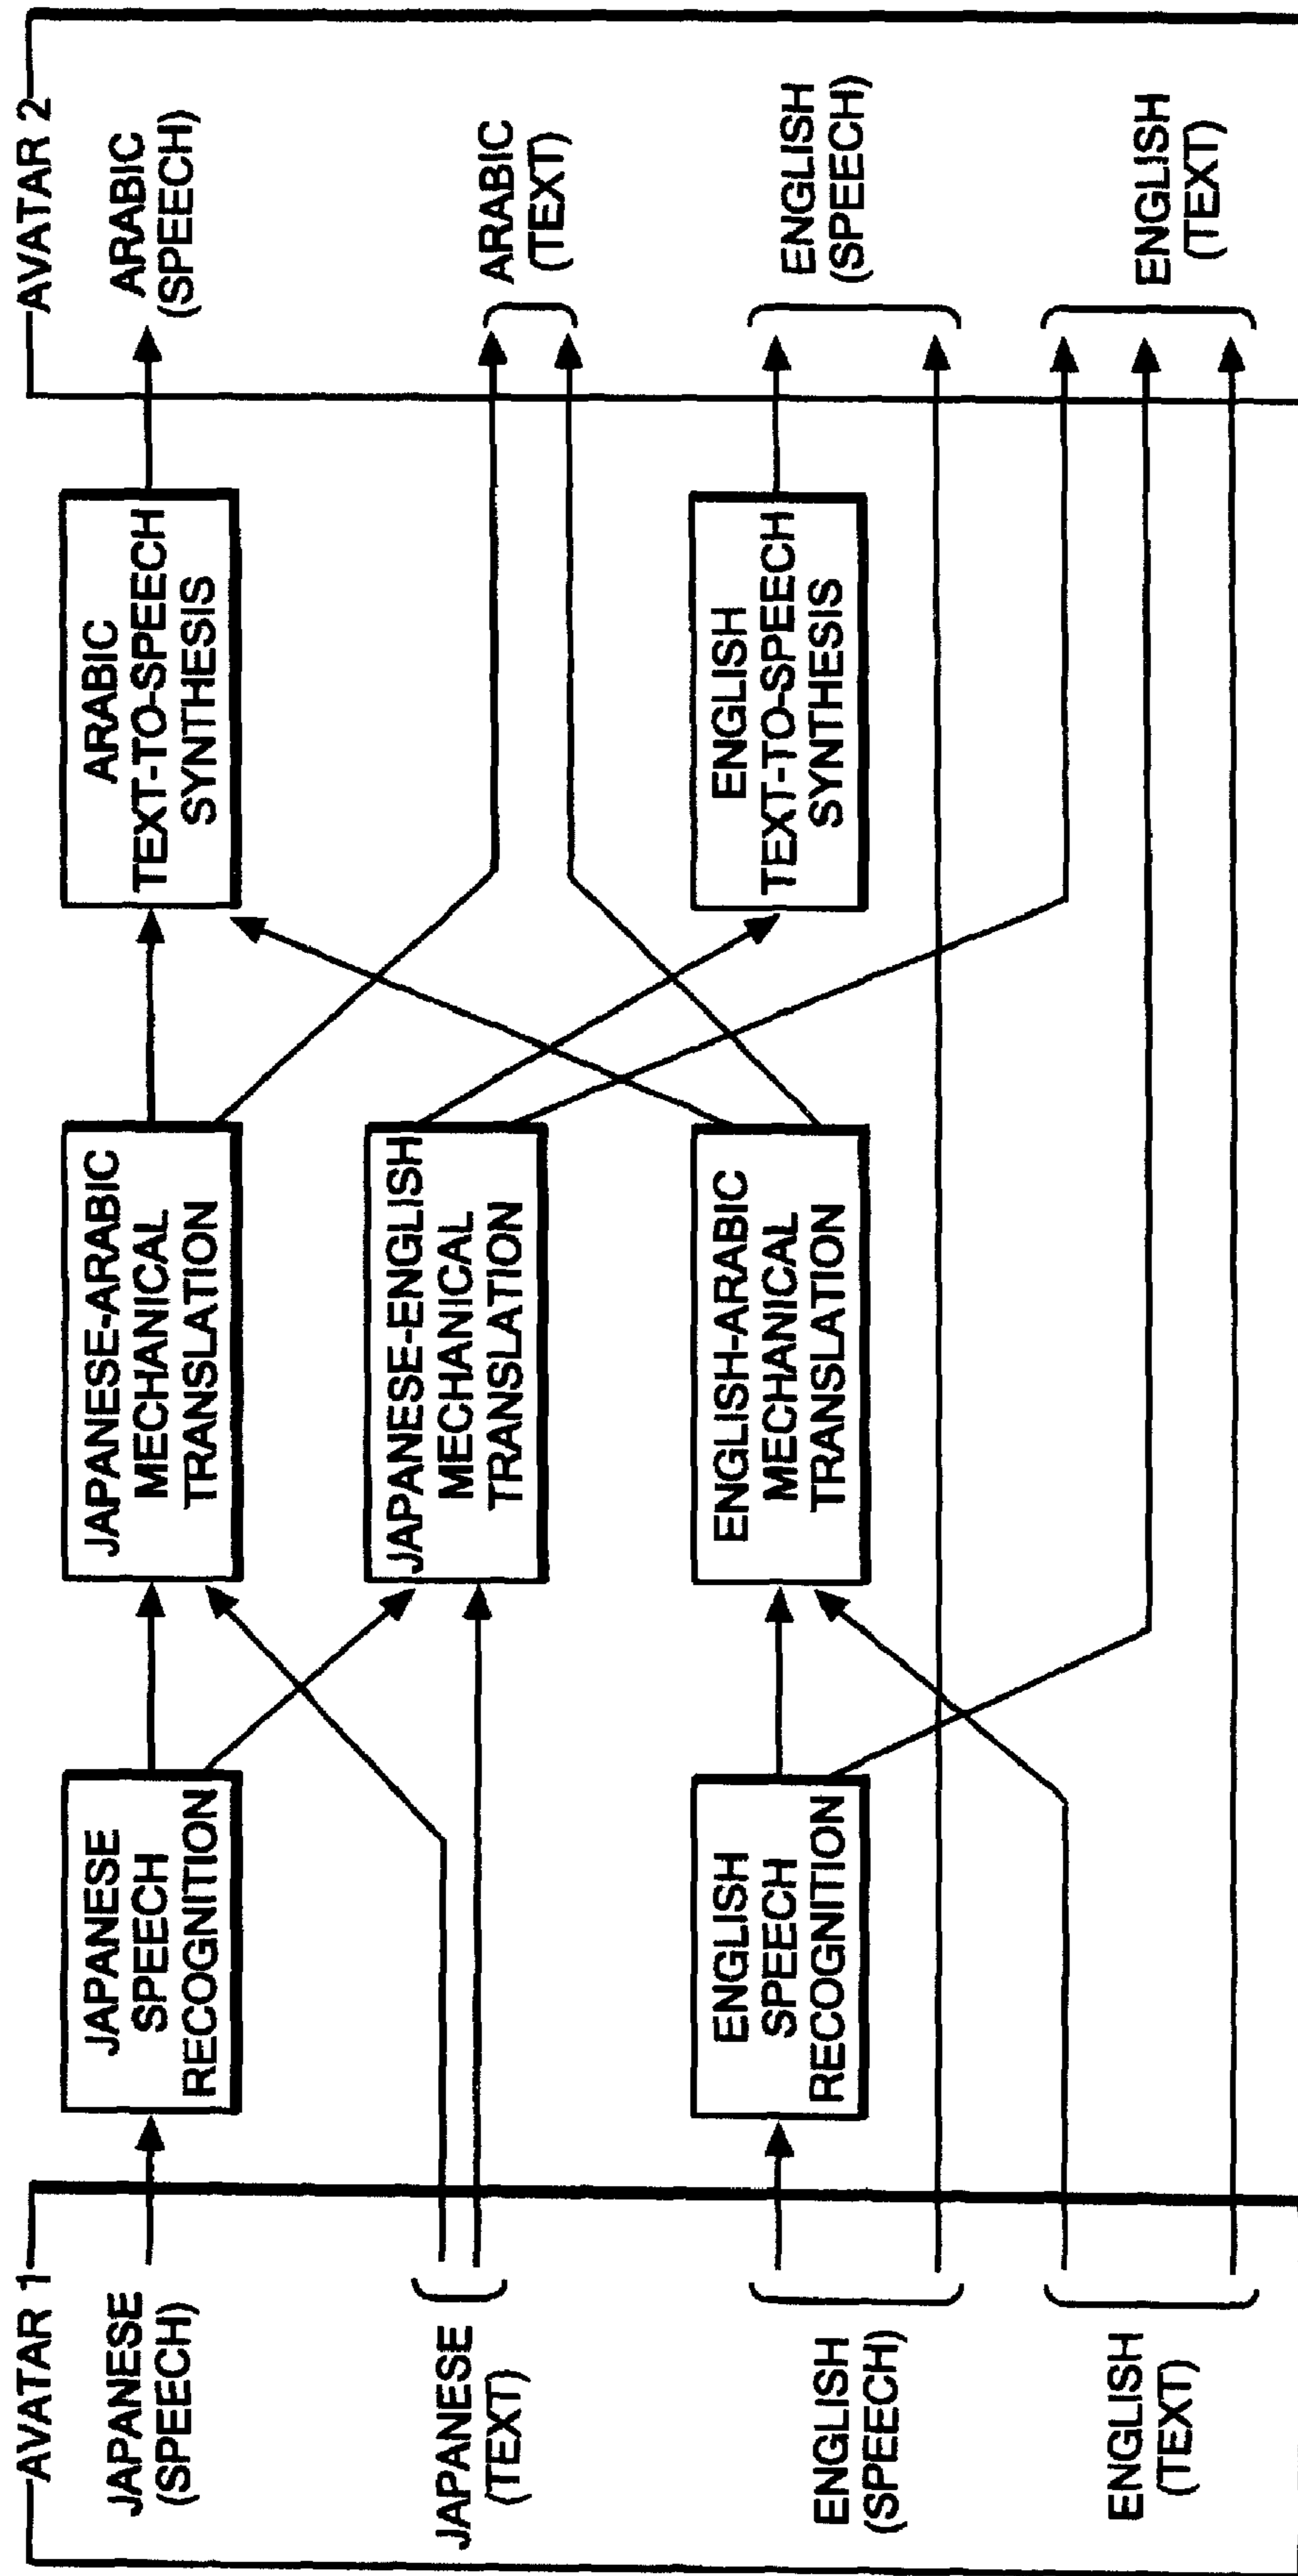 AVATAR 1
JAPANESE
(SPEECH)
JAPANESE
(TEXT)
ENGLISH
(SPEECH)
ENGLISH
(TEXT)
JAPANESE
SPEECH
RECOGNITION
ENGLISH
SPEECH
RECOGNITION
JAPANESE-ARABIC
MECHANICAL
TRANSLATION
JAPANESE-ENGLISH
MECHANICAL
TRANSLATION
ENGLISH-ARABIC
MECHANICAL
TRANSLATION
ARABIC
TEXT-TO-SPEECH
SYNTHESIS
ENGLISH
TEXT-TO-SPEECH
SYNTHESIS
AVATAR 2
ARABIC
(SPEECH)
ARABIC
(TEXT)
ENGLISH
(SPEECH)
ENGLISH
(TEXT)